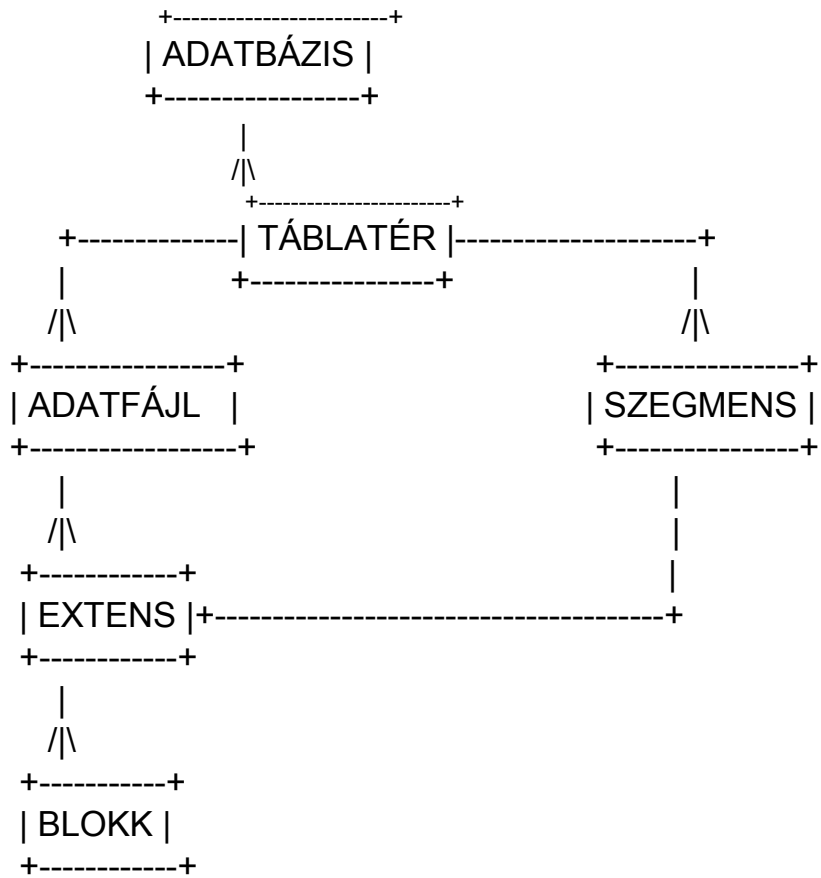 +-------------------------+
| ADATBÁZIS |
+-----------------+
|
/|\
+------------------------+
+--------------| TÁBLATÉR |---------------------+
| +----------------+ |
/|\ /|\
+-----------------+ +----------------+
| ADATFÁJL | | SZEGMENS |
+------------------+ +----------------+
| |
/|\ |
+------------+ |
| EXTENS |+---------------------------------------+
+------------+
|
/|\
+-----------+
| BLOKK |
+------------+